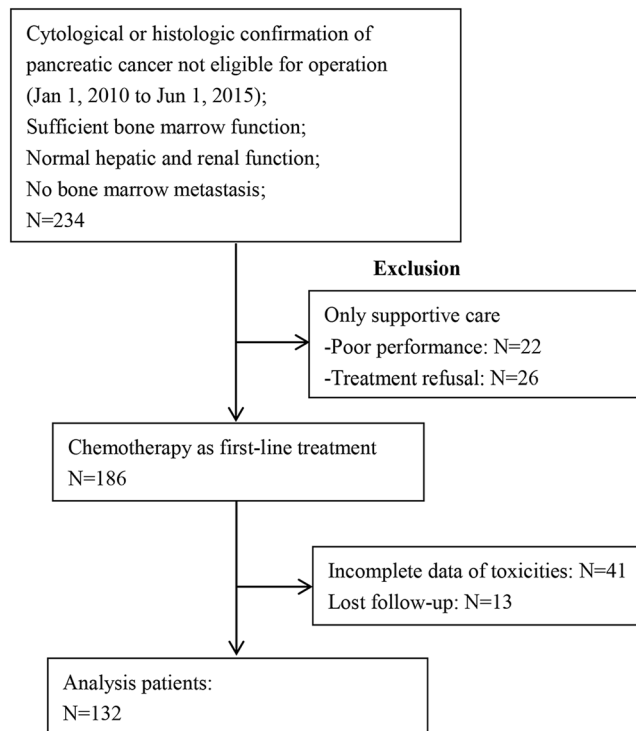 Cytological or histologic confirmation of
pancreatic cancer not eligible for operation
(Jan 1, 2010 to Jun 1, 2015);
Sufficient bone marrow function;
Normal hepatic and renal function;
No bone marrow metastasis;
N=234
Exclusion
Only supportive care
-Poor performance: N=22
-Treatment refusal: N=26
Chemotherapy as first-line treatment
N=186
Incomplete data of toxicities: N=41
Lost follow-up: N=13
Analysis patients:
N=132